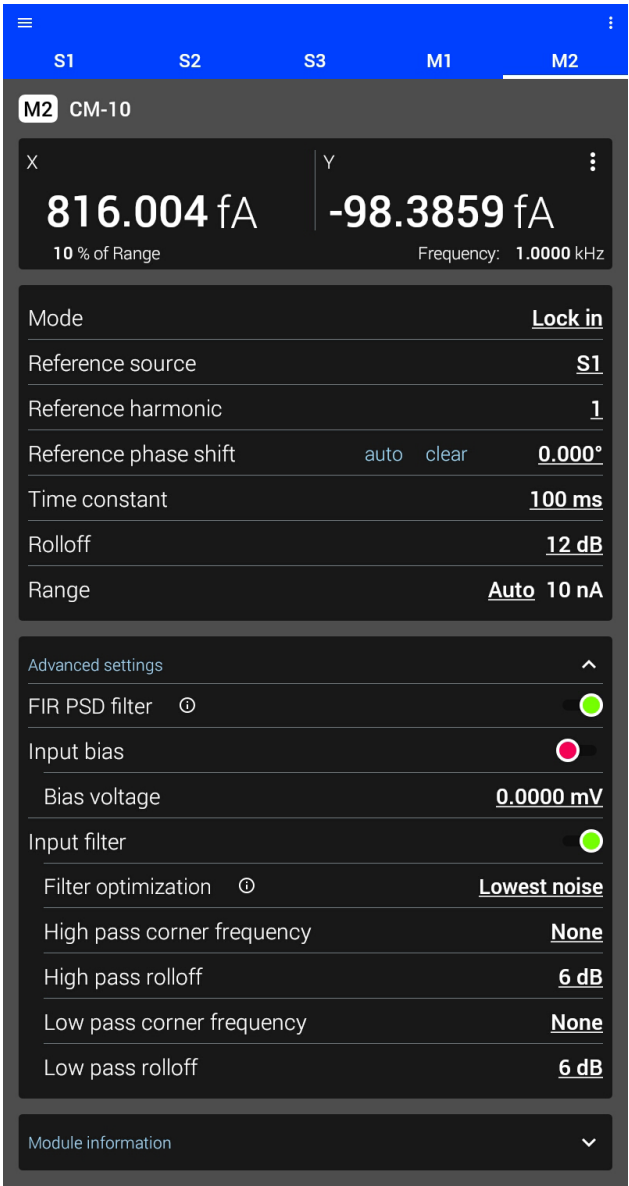 S1 S2 S3 M1 M2
M2 CM-10
X Y
816.004 fA -98.3859 fA
10 % of Range Frequency: 1.0000 kHz
Mode Lock in
Reference source S1
Reference harmonic 1
Reference phase shift auto clear 0.000°
Time constant 100 ms
Rolloff 12 dB
Range Auto 10 nA
Advanced settings
FIR PSD filter
Input bias
Bias voltage 0.0000 mV
Input filter
Filter optimization Lowest noise
High pass corner frequency None
High pass rolloff 6 dB
Low pass corner frequency None
Low pass rolloff 6 dB
Module information